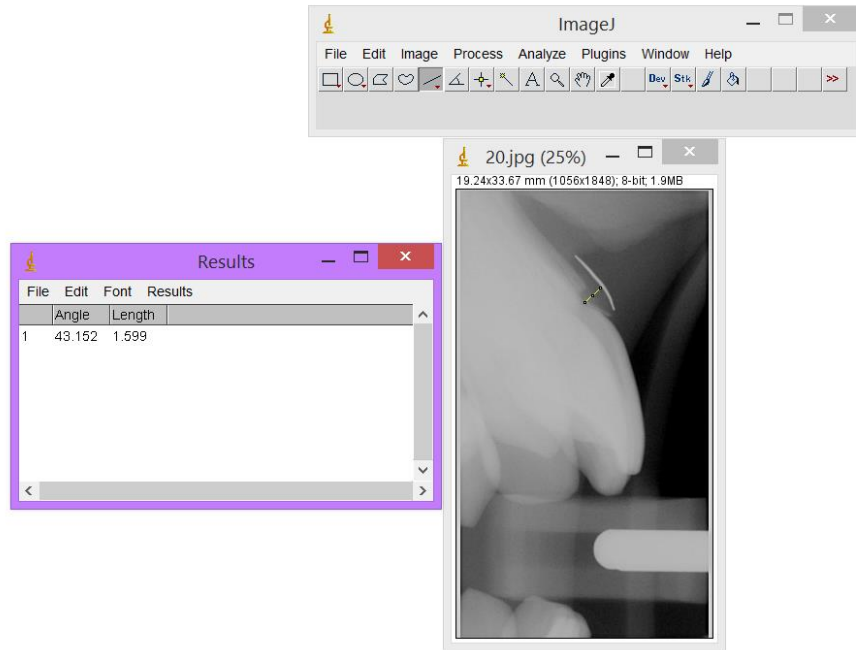 ImageJ
File Edit Image Process Analyze Plugins Window Help
A Dev Stk >>
20.jpg (25%)
19.24x33.67 mm (1056x1848); 8-bit; 1.9MB
Results
File Edit Font Results
Angle Length
1 43.152 1.599